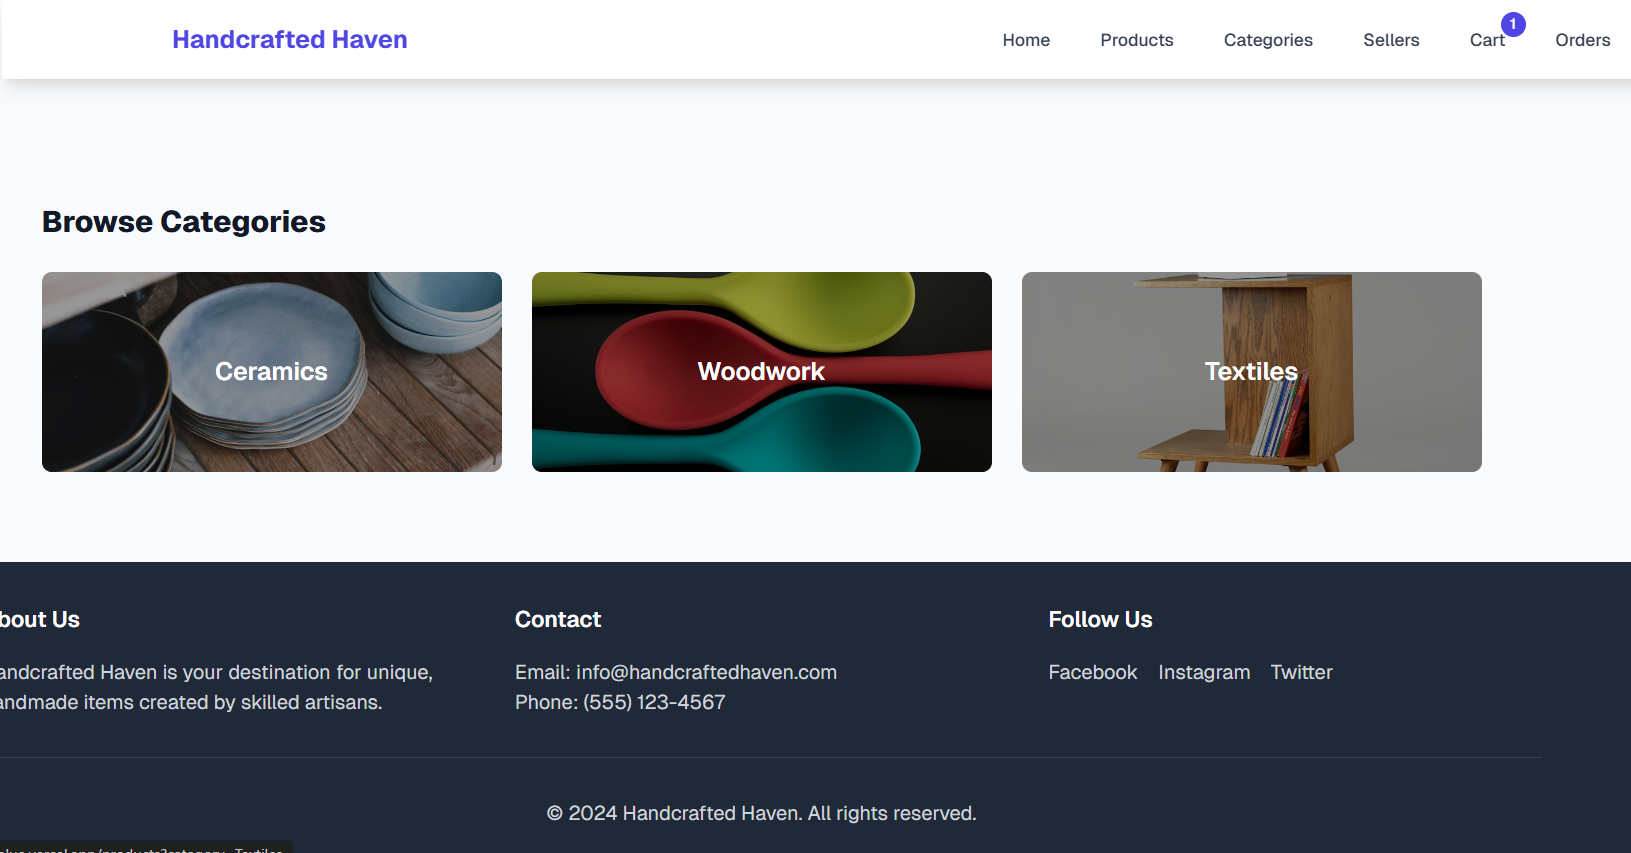 Handcrafted Haven
Home Products Categories Sellers Cart 1 Orders
Browse Categories
Ceramics
Woodwork
Textiles
bout Us
andcrafted Haven is your destination for unique,
andmade items created by skilled artisans.
Contact
Email: info@handcraftedhaven.com
Phone: (555) 123-4567
Follow Us
Facebook Instagram Twitter
© 2024 Handcrafted Haven. All rights reserved.